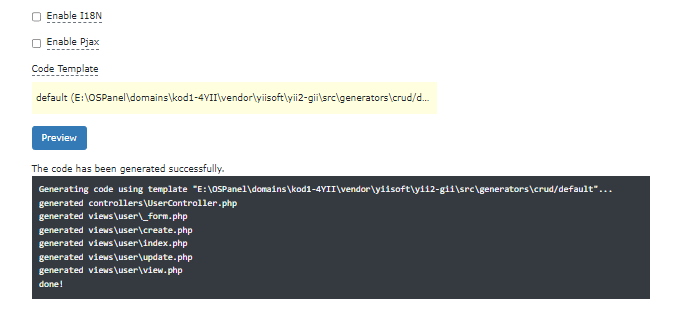 Enable I18N
Enable Pjax
Code Template
default (E:\OSPanel\domains\kod1-4YII\vendor\yiisoft\yii2-gii\src\generators\crud/d...
Preview
The code has been generated successfully.
Generating code using template "E:\OSPanel\domains\kod1-4YII\vendor\yiisoft\yii2-gii\src\generators\crud/default"...
generated controllers\UserController.php
generated views\user\_form.php
generated views\user\create.php
generated views\user\index.php
generated views\user\update.php
generated views\user\view.php
done!